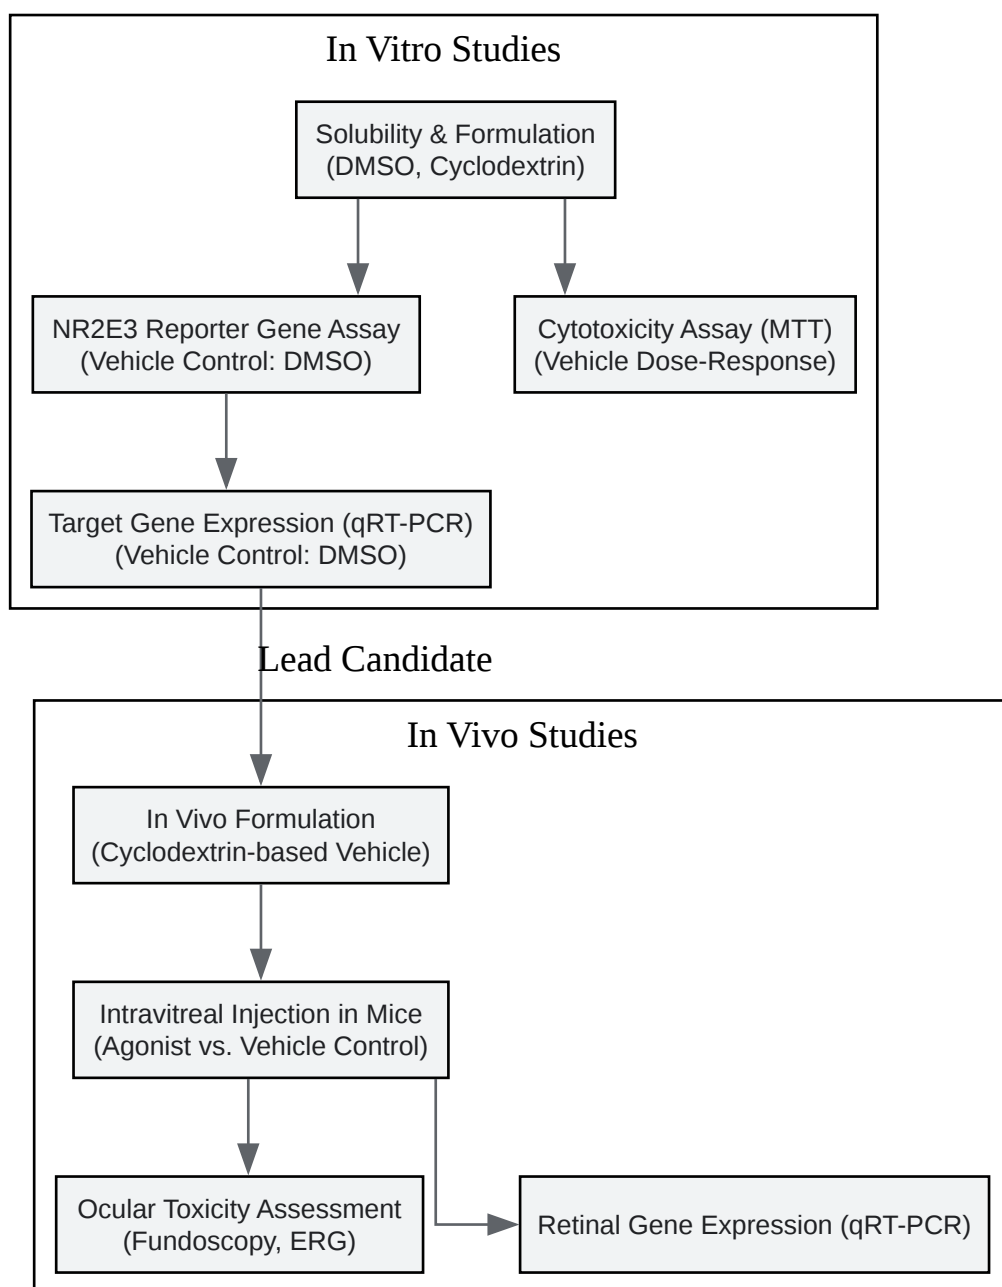 In Vitro Studies
Solubility & Formulation
(DMSO, Cyclodextrin)
NR2E3 Reporter Gene Assay
(Vehicle Control: DMSO)
Cytotoxicity Assay (MTT)
(Vehicle Dose-Response)
Target Gene Expression (qRT-PCR)
(Vehicle Control: DMSO)
Lead Candidate
In Vivo Studies
In Vivo Formulation
(Cyclodextrin-based Vehicle)
Intravitreal Injection in Mice
(Agonist vs. Vehicle Control)
Ocular Toxicity Assessment
(Fundoscopy, ERG)
Retinal Gene Expression (qRT-PCR)